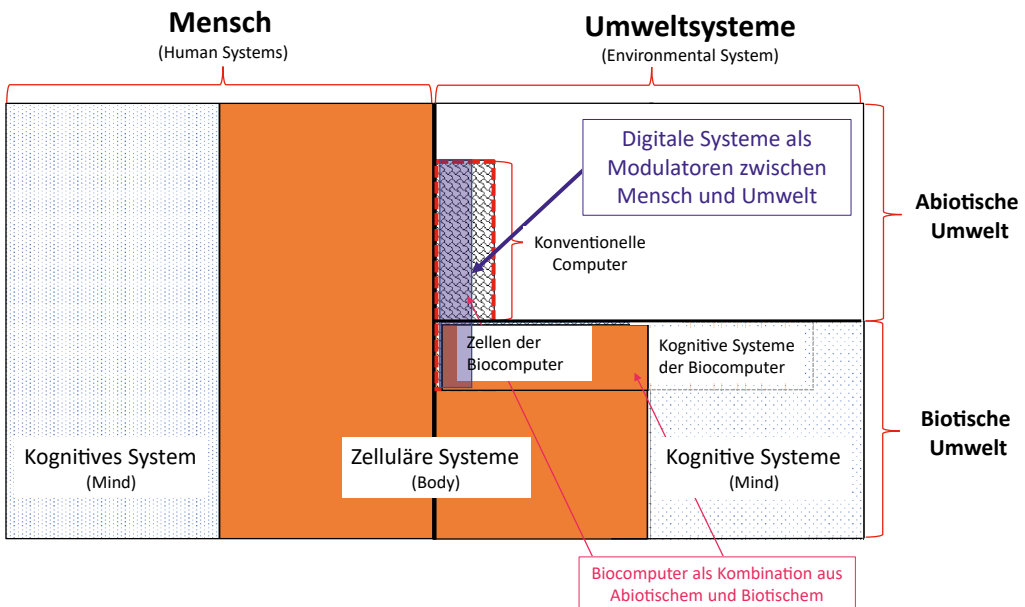 Mensch
(Human Systems)
Umweltsysteme
(Environmental System)
Digitale Systeme als
Modulatoren zwischen
Mensch und Umwelt
Abiotische
Umwelt
Konventionelle
Computer
Zellen der
Biocomputer
Kognitive Systeme
der Biocomputer
Biotische
Umwelt
Kognitives System
(Mind)
Zelluläre Systeme
(Body)
Kognitive Systeme
(Mind)
Biocomputer als Kombination aus
Abiotischem und Biotischem